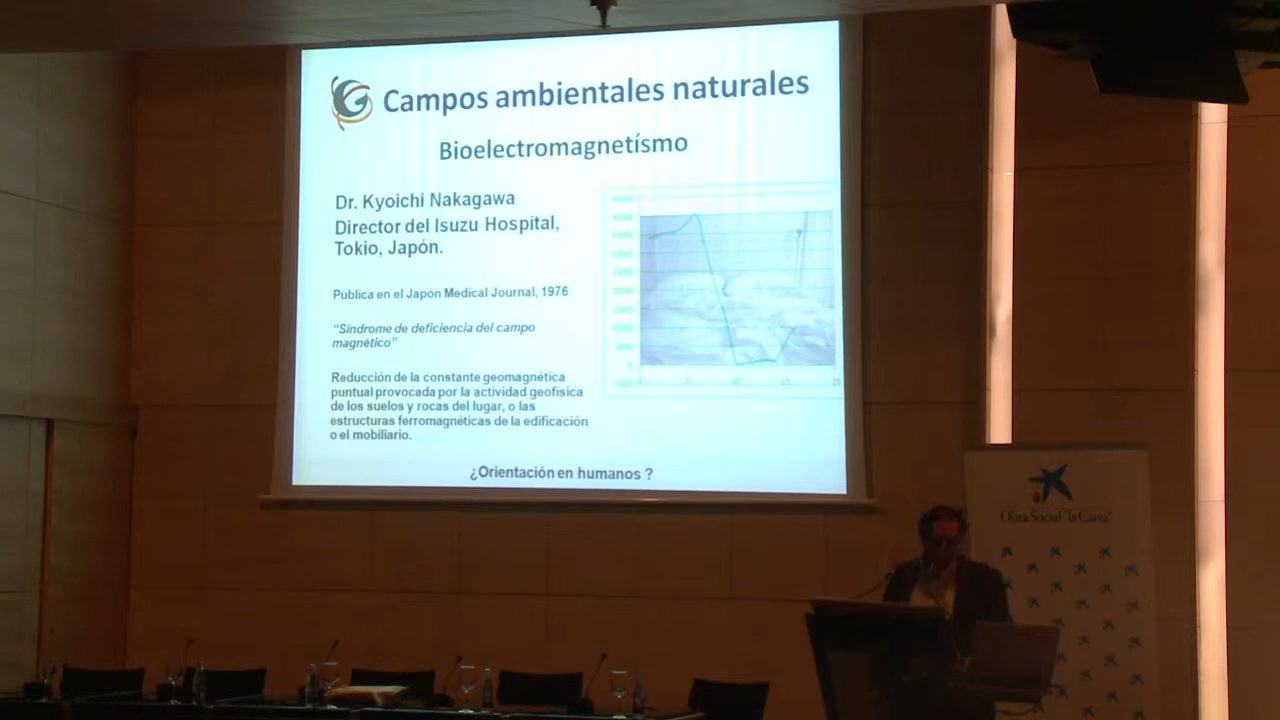 Campos ambientales naturales
Bioelectromagnetísmo
Dr. Kyoichi Nakagawa
Director del Isuzu Hospital,
Tokio, Japón.
Publica en el Japón Medical Journal, 1976
“Síndrome de deficiencia del campo
magnético”
Reducción de la constante geomagnética
puntual provocada por la actividad geofísica
de los suelos y rocas del lugar, o las
estructuras ferromagnéticas de la edificación
o el mobiliario.
¿Orientación en humanos ?
Obra Social "la Caixa"